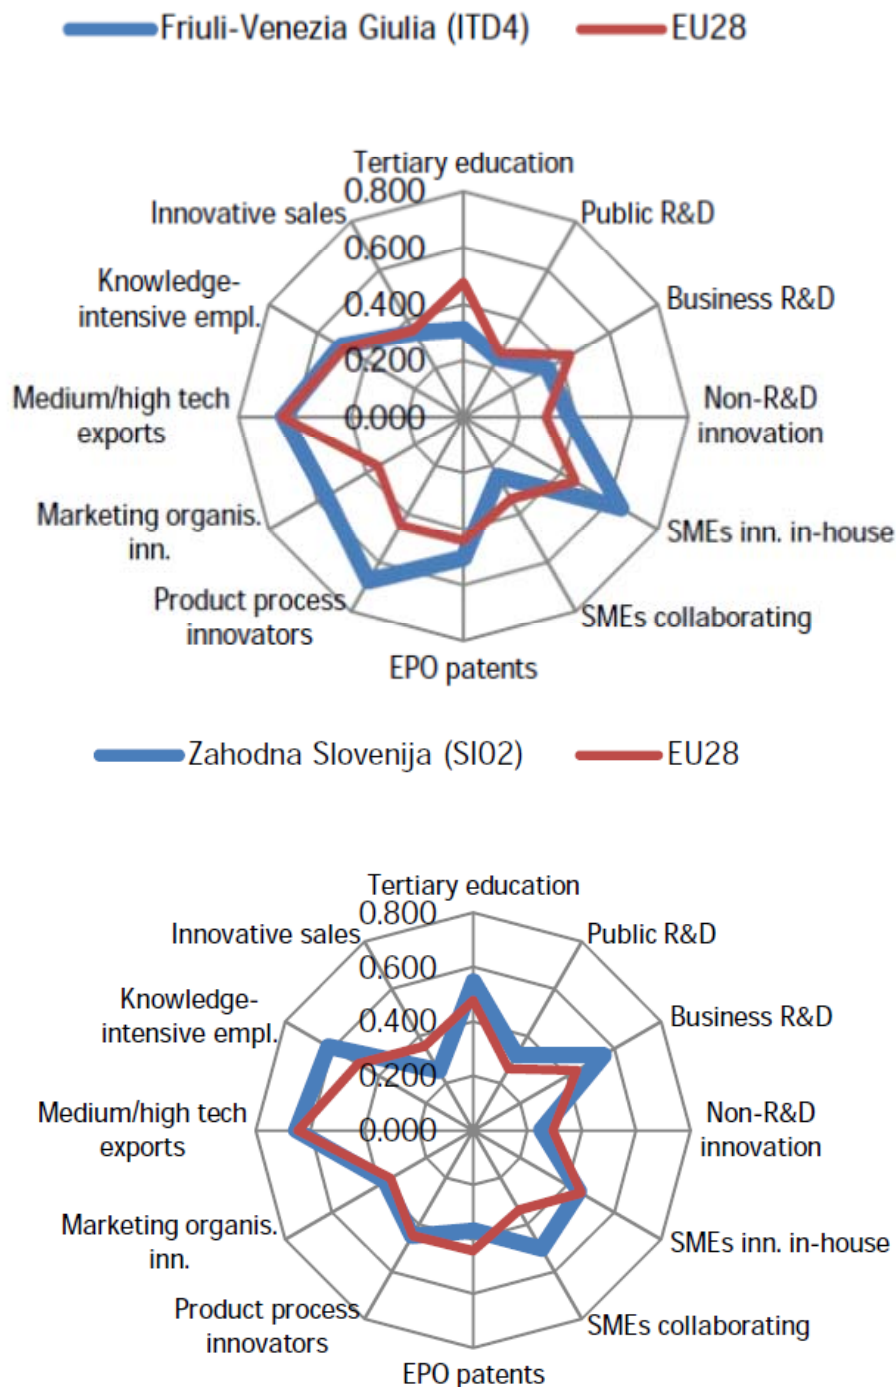 Friuli-Venezia Giulia (ITD4) EU28
Tertiary education
0.800
Innovative sales
Public R&D
0.600
Knowledge-
intensive empl.
Business R&D
0.400
0.200
Medium/high tech
exports
0.000
Non-R&D
innovation
Marketing organis.
inn.
SMEs inn. in-house
Product process
innovators
SMEs collaborating
EPO patents
Zahodna Slovenija (SI02) EU28
Tertiary education
0.800
Innovative sales
Public R&D
0.600
Knowledge-
intensive empl.
Business R&D
0.400
0.200
Medium/high tech
exports
0.000
Non-R&D
innovation
Marketing organis.
inn.
SMEs inn. in-house
Product process
innovators
SMEs collaborating
EPO patents